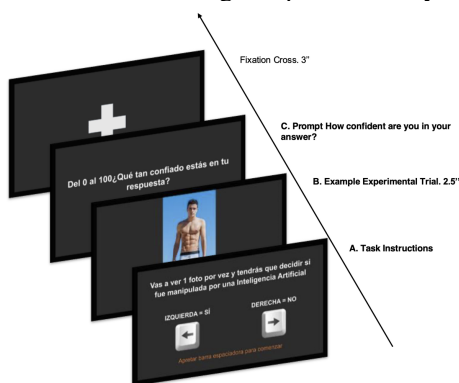 Fixation Cross. 3"
C. Prompt How confident are you in your
answer?
Del 0 al 100¿Qué tan confiado estás en tu
respuesta?
B. Example Experimental Trial. 2.5"
A. Task Instructions
Vas a ver 1 foto por vez y tendrás que decidir si
fue manipulada por una Inteligencia Artificial
IZQUIERDA = SÍ
DERECHA = NO
Apretar barra espaciadora para comenzar